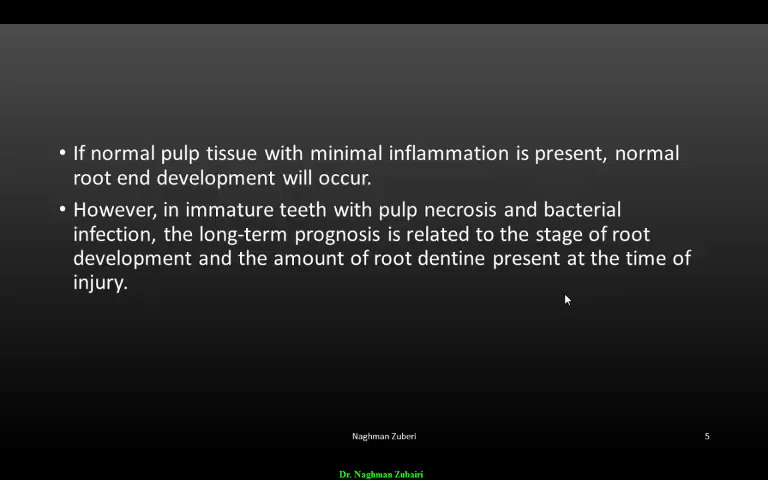 • If normal pulp tissue with minimal inflammation is present, normal
root end development will occur.
• However, in immature teeth with pulp necrosis and bacterial
infection, the long-term prognosis is related to the stage of root
development and the amount of root dentine present at the time of
injury.
Naghman Zuberi
5
Dr. Naghman Zubairi